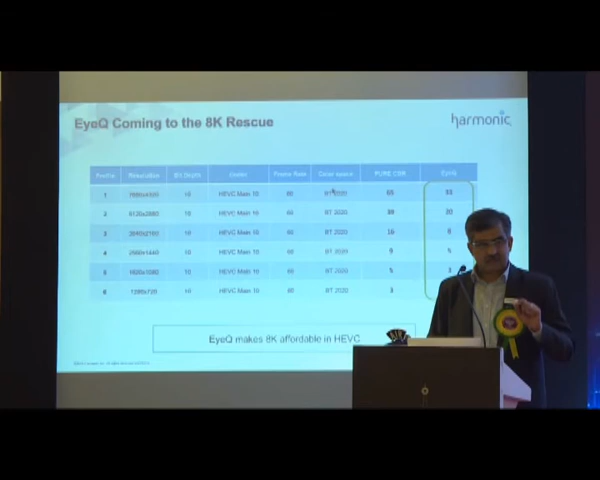 EyeQ Coming to the 8K Rescue
harmonic
Profile Resolution Bit Depth Codec Frame Rate Color space PURE CBR EyeQ
1 7680x4320 10 HEVC Main 10 60 BT 2020 65
2 5120x2880 10 HEVC Main 10 60 BT 2020 20
3 3840x2160 10 HEVC Main 10 60 BT 2020 16
4 2560x1440 10 HEVC Main 10 60 BT 2020
5 1920x1080 10 HEVC Main 10 60 BT 2020 5
6 1280x720 10 HEVC Main 10 60 BT 2020 3
EyeQ makes 8K affordable in HEVC